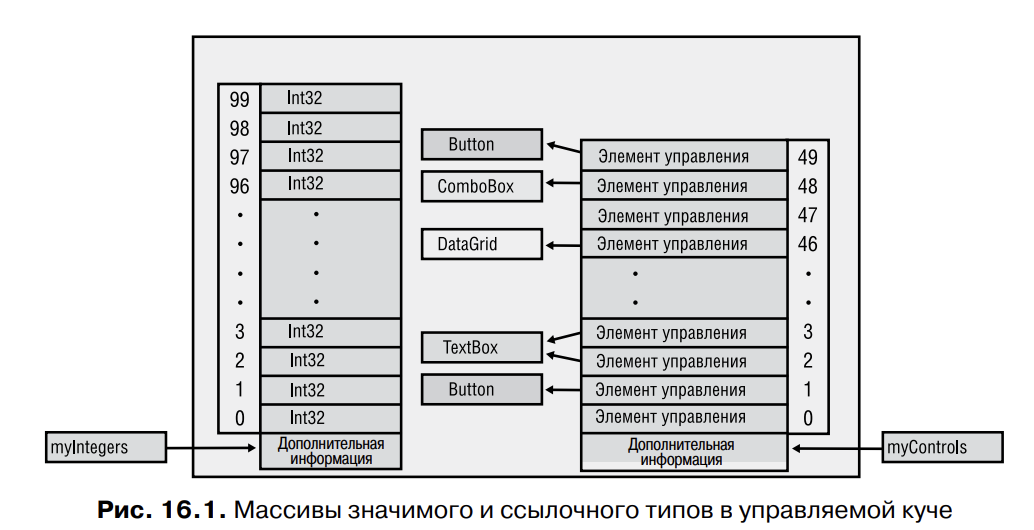 99 Int32
98 Int32
Button
97 Int32
Элемент управления 49
96 Int32
ComboBox
Элемент управления 48
Элемент управления 47
DataGrid
Элемент управления 46
3 Int32
Элемент управления 3
TextBox
2 Int32
Элемент управления 2
1 Int32
Button
Элемент управления 1
0 Int32
Элемент управления 0
myIntegers
Дополнительная
информация
Дополнительная
информация
myControls
Рис. 16.1. Массивы значимого и ссылочного типов в управляемой куче